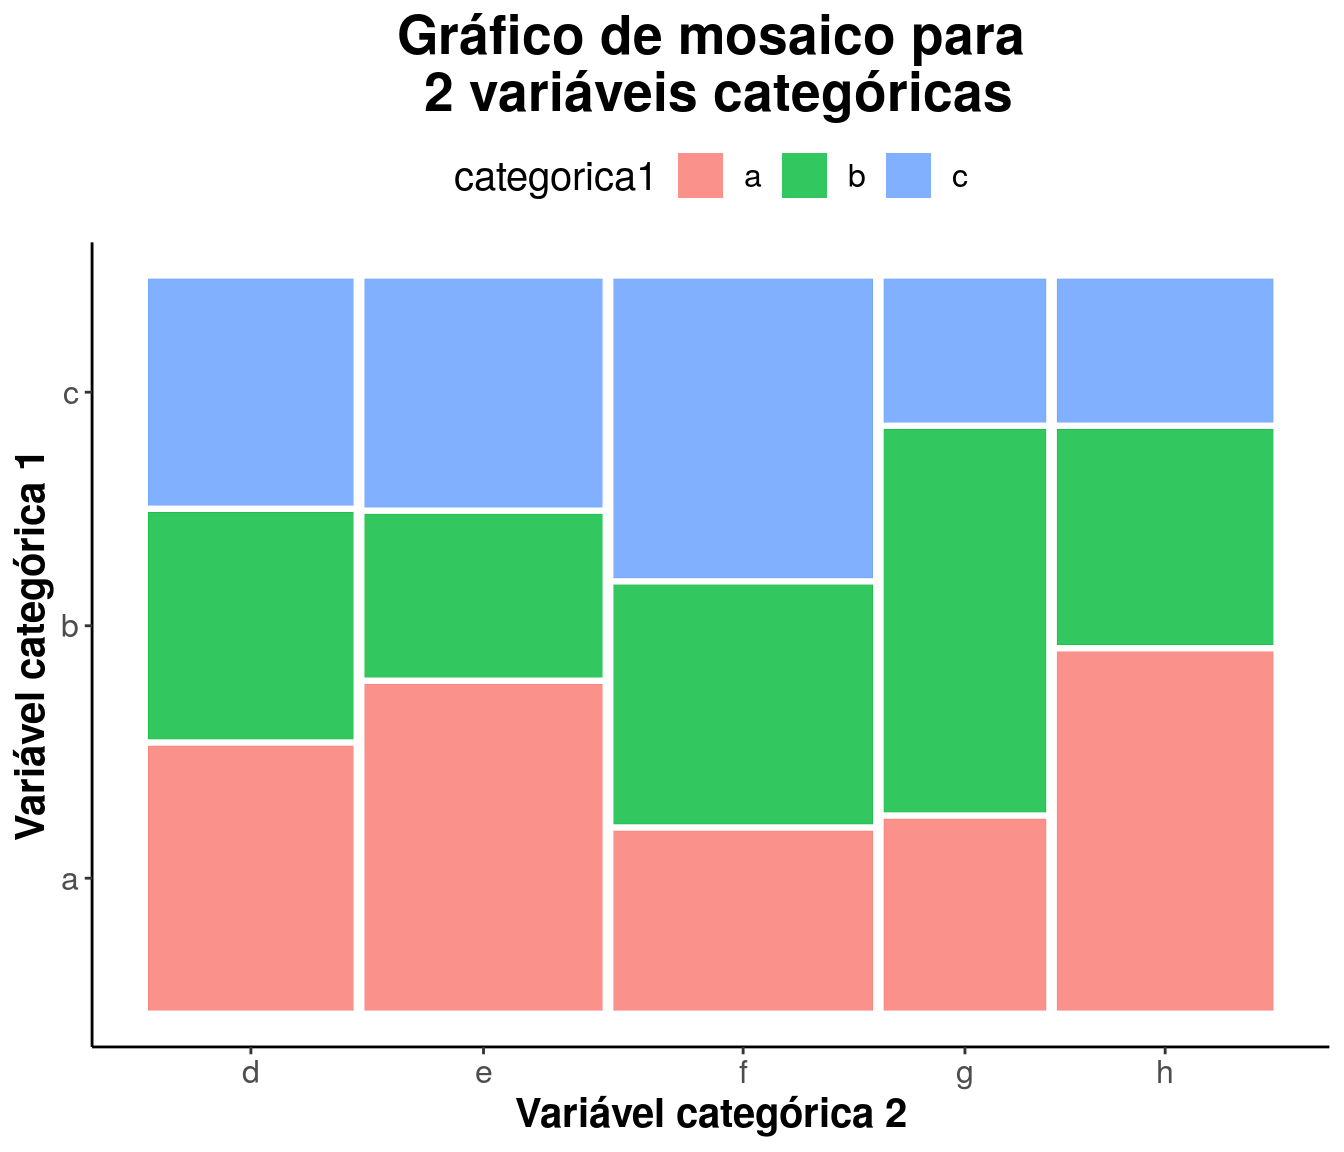 Gráfico de mosaico para
2 variáveis categóricas
categorica1 a b c
c
b
a
Variável categórica 1
d e f g h
Variável categórica 2